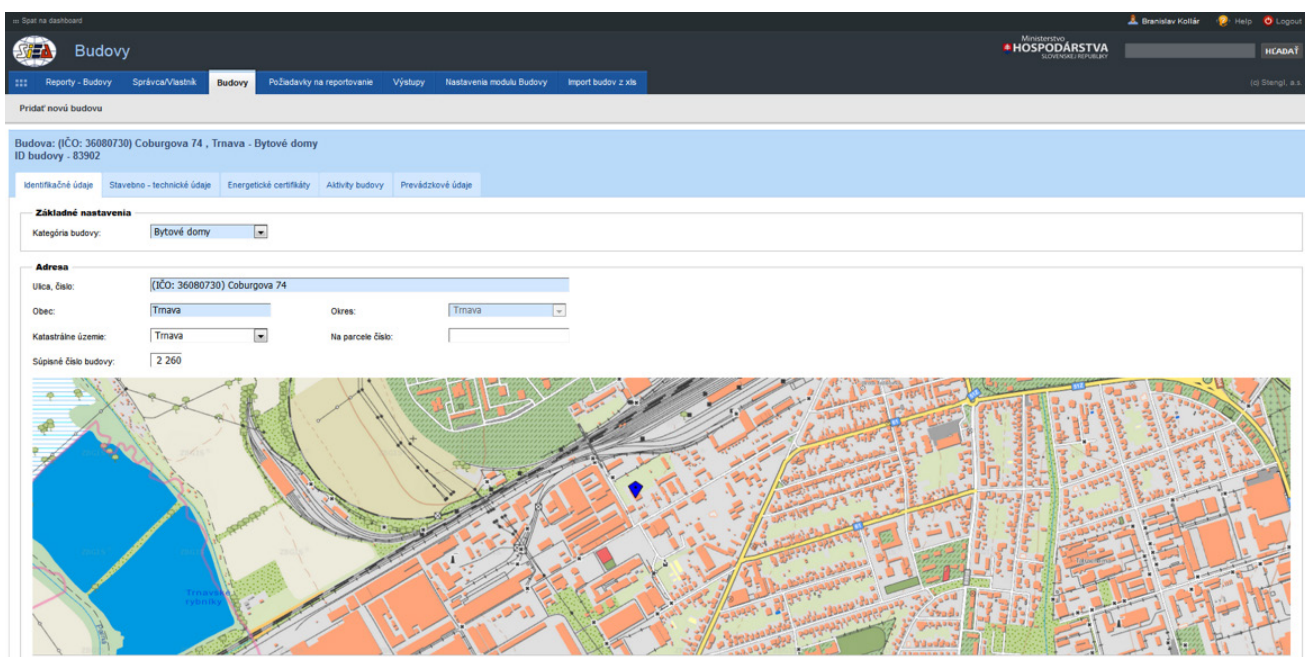 Spat na dashboard Branislav Kollár Help Logout
SIEA Budovy Ministerstvo
HOSPODÁRSTVA HĽADAŤ
SLOVENSKEJ REPUBLIKY
Reporty - Budovy Správca/Vlastník Budovy Požiadavky na reportovanie Výstupy Nastavenia modulu Budovy Import budov z xls (c) Stengl, a.s.
Pridať novú budovu
Budova: (IČO: 36080730) Coburgova 74 , Trnava - Bytové domy
ID budovy - 83902
Identifikačné údaje Stavebno - technické údaje Energetické certifikáty Aktivity budovy Prevádzkové údaje
Základné nastavenia
Kategória budovy: Bytové domy
Adresa
Ulica, číslo: (IČO: 36080730) Coburgova 74
Obec: Trnava Okres: Trnava
Katastrálne územie: Trnava Na parcele číslo:
Súpisné číslo budovy: 2 260
Trnavské
rybníky